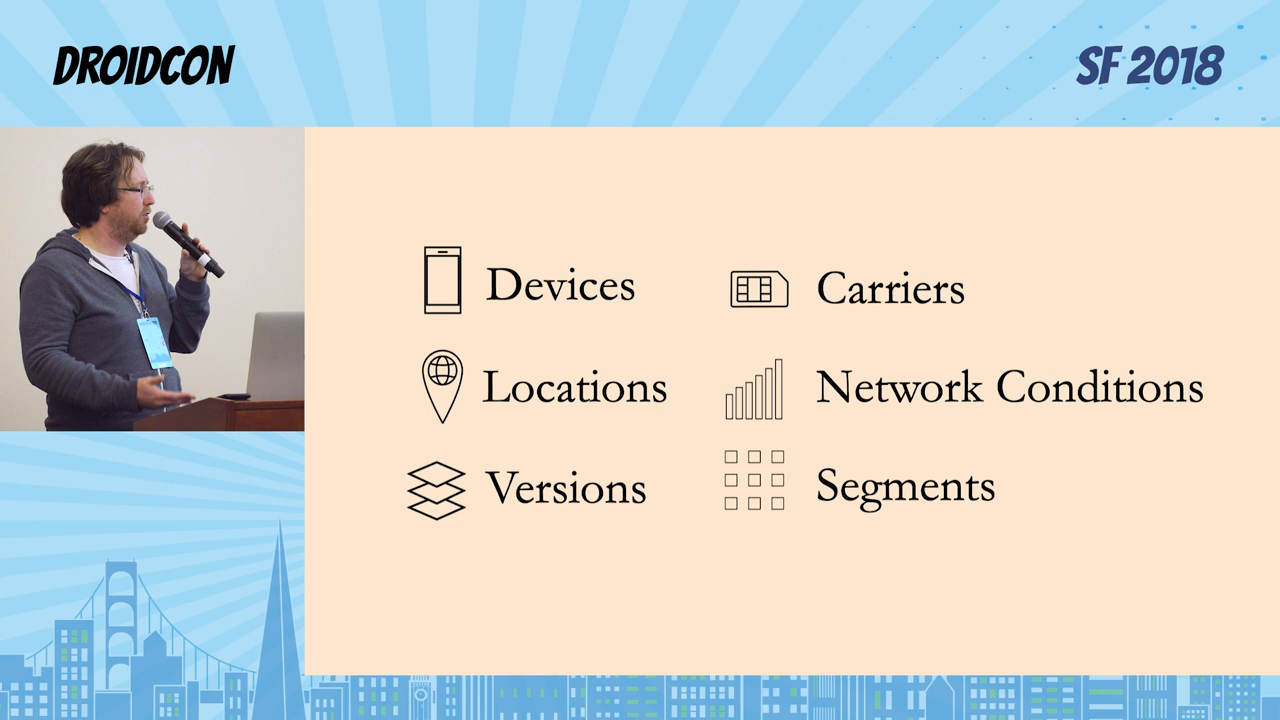 DROIDCON
SF 2018
Devices
Carriers
Locations
Network Conditions
Versions
Segments